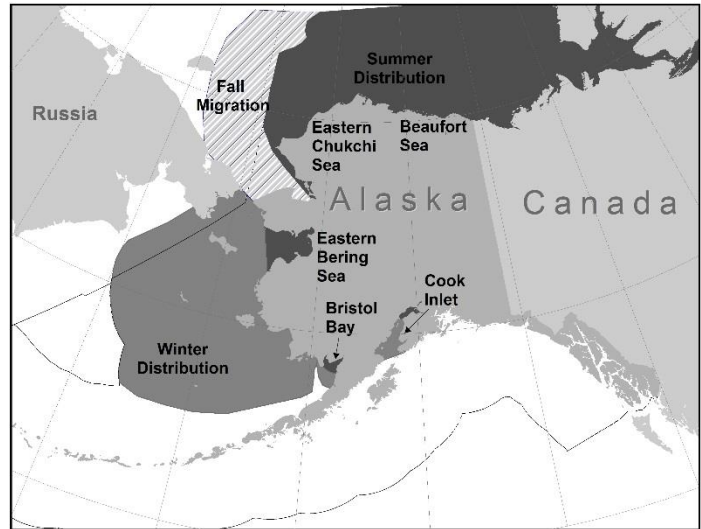 Summer
Distribution
Fall
Migration
Russia
Eastern
Chukchi
Sea
Beaufort
Sea
Alaska
Canada
Eastern
Bering
Sea
Cook
Inlet
Bristol
Bay
Winter
Distribution